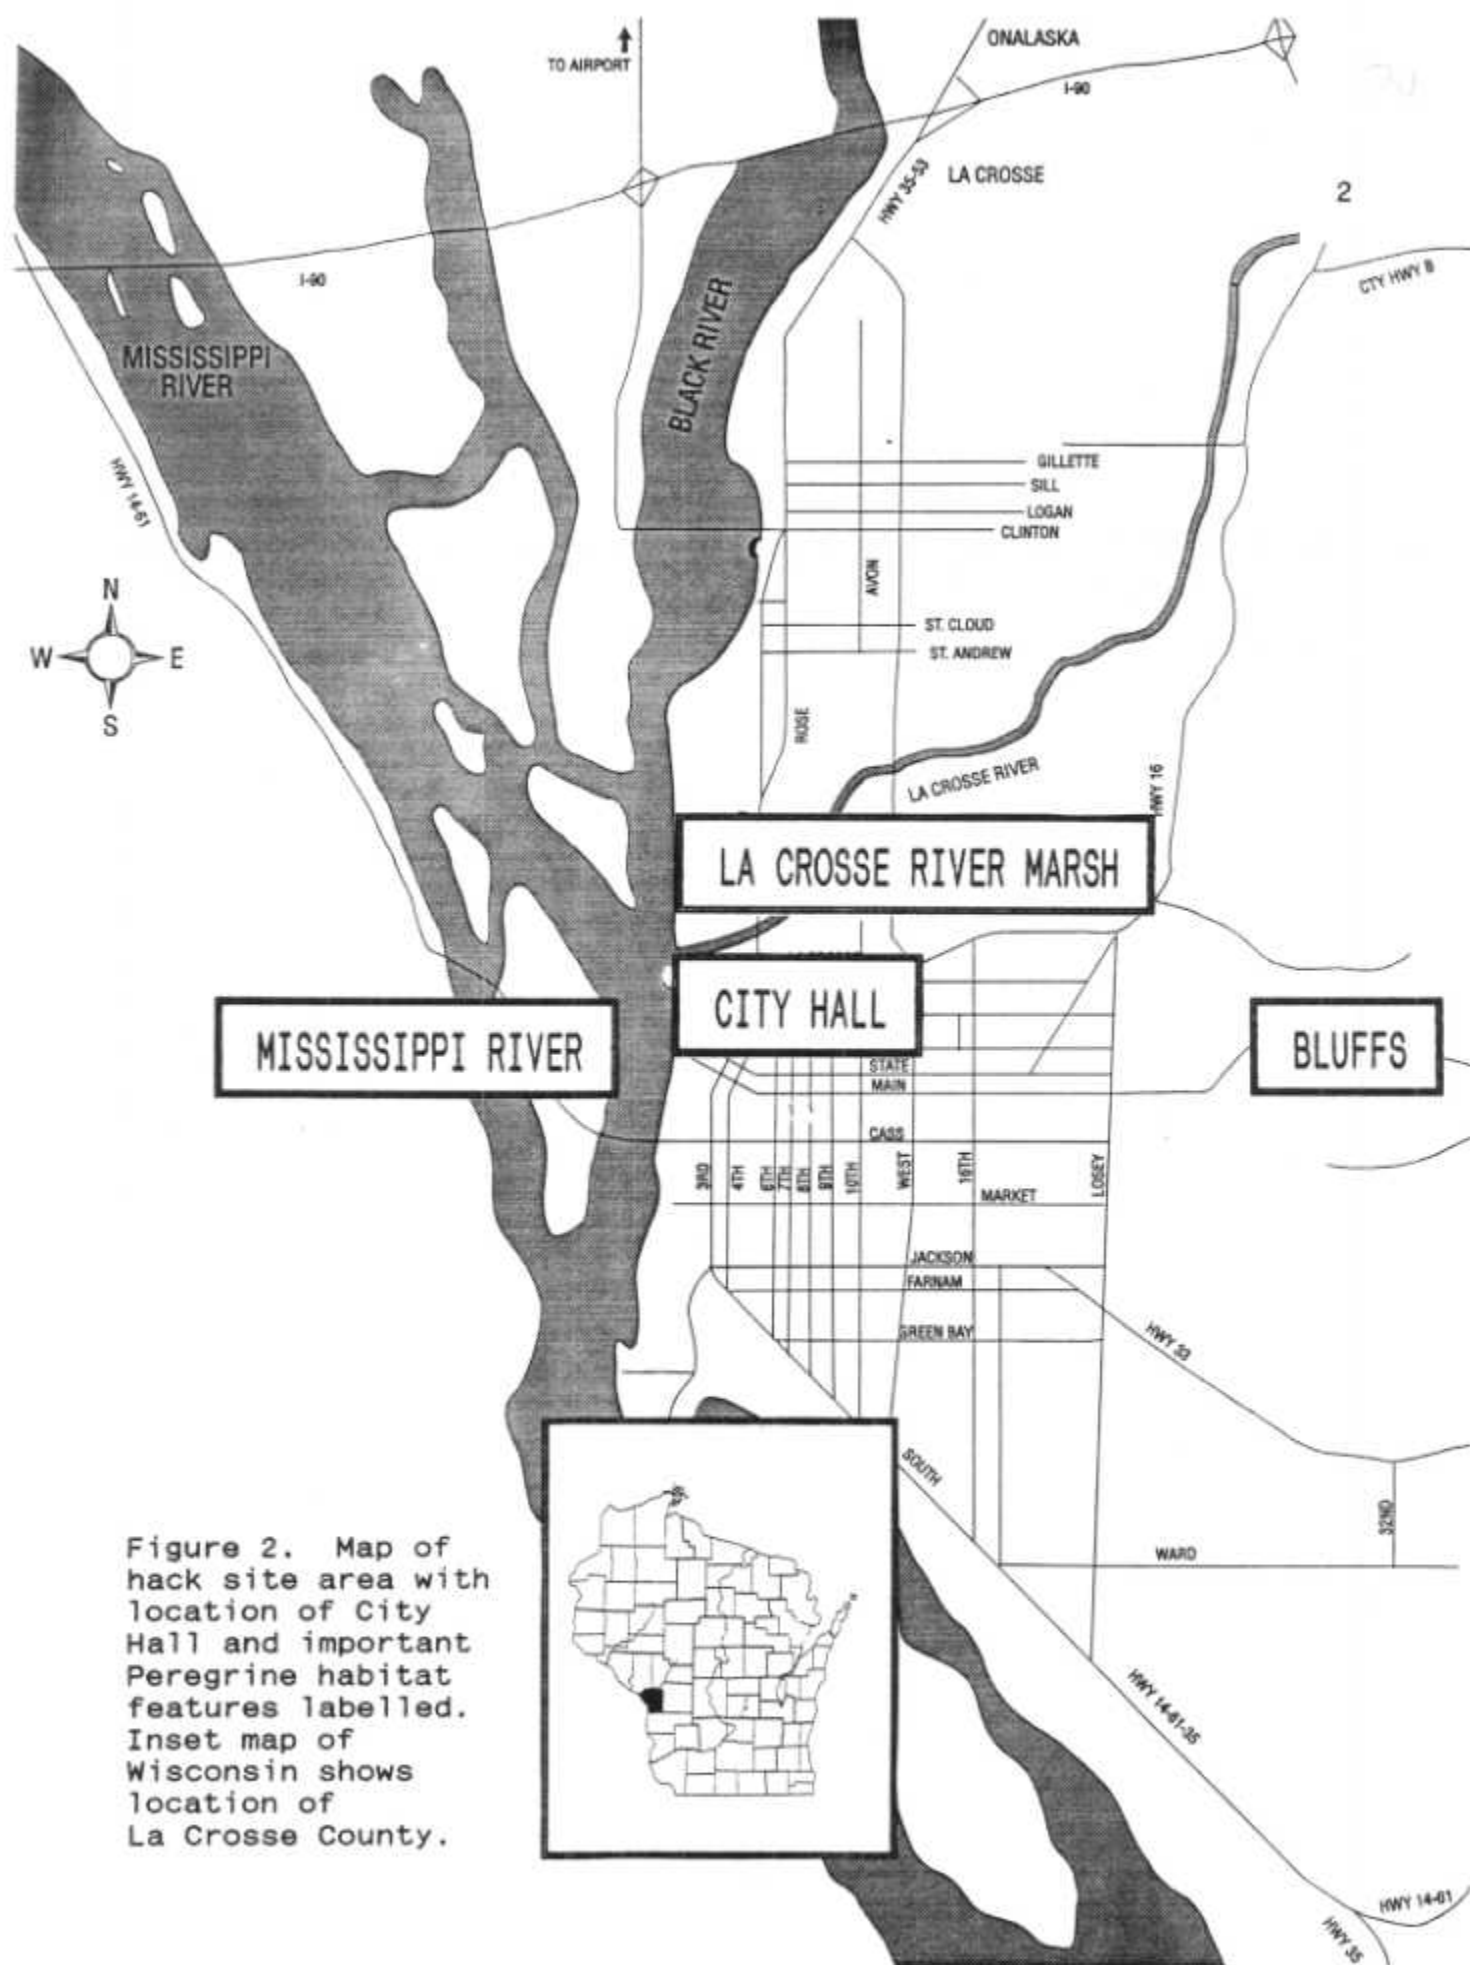 ONALASKA
TO AIRPORT
I-90
HWY 35-53
LA CROSSE
2
CTY HWY B
I-90
BLACK RIVER
MISSISSIPPI
RIVER
HWY 14-61
GILLETTE
SILL
LOGAN
CLINTON
AVON
N
W E
S
ST. CLOUD
ST. ANDREW
ROSE
LA CROSSE RIVER
HWY 16
LA CROSSE RIVER MARSH
CITY HALL
MISSISSIPPI RIVER
BLUFFS
STATE
MAIN
CASS
3RD
4TH
6TH
7TH
8TH
9TH
10TH
WEST
16TH
LOSEY
MARKET
JACKSON
FARNAM
GREEN BAY
HWY 33
SOUTH
32ND
WARD
HWY 14-61-35
HWY 14-61
HWY 35
Figure 2. Map of
hack site area with
location of City
Hall and important
Peregrine habitat
features labelled.
Inset map of
Wisconsin shows
location of
La Crosse County.